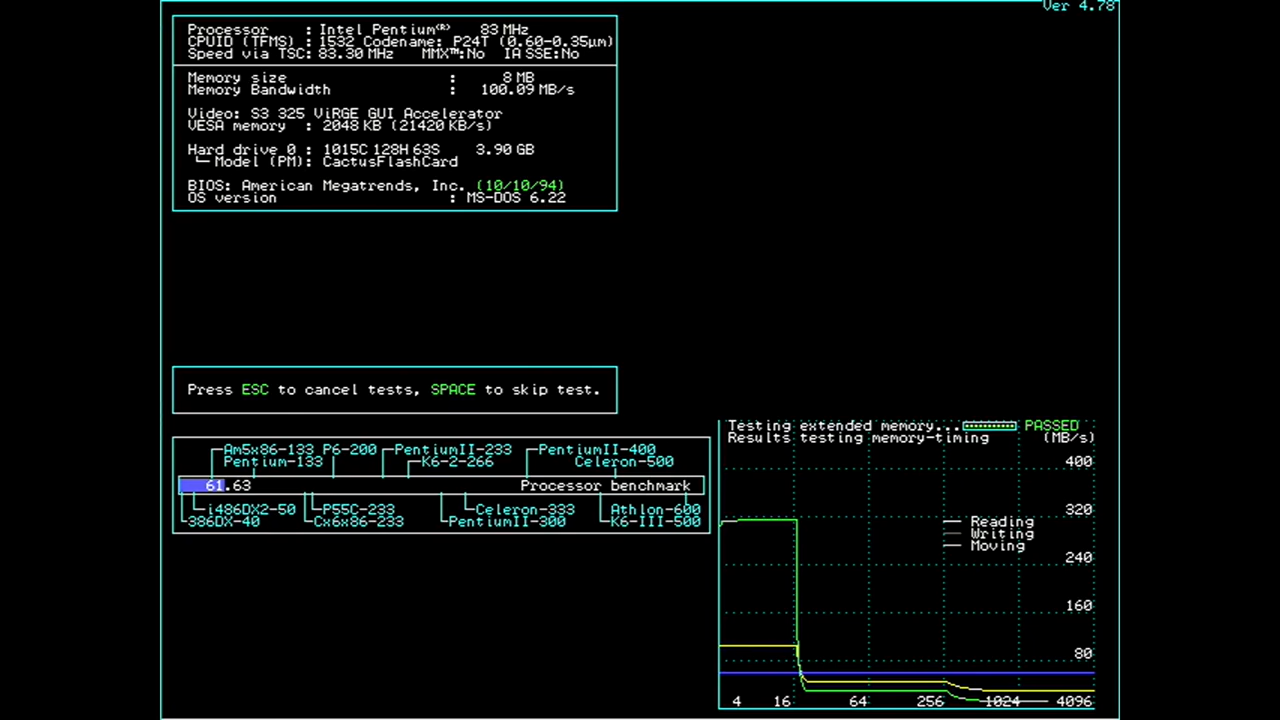 Ver 4.78
Processor : Intel Pentium(R) 83 MHz
CPUID (TFMS) : 1532 Codename: P24T (0.60-0.35µm)
Speed via TSC: 83.30 MHz MMX™:No IA SSE:No
Memory size : 8 MB
Memory Bandwidth : 100.09 MB/s
Video: S3 325 ViRGE GUI Accelerator
VESA memory : 2048 KB (21420 KB/s)
Hard drive 0 : 1015C 128H 63S 3.90 GB
└─Model (PM): CactusFlashCard
BIOS: American Megatrends, Inc. (10/10/94)
OS version : MS-DOS 6.22
Press ESC to cancel tests, SPACE to skip test.
Am5x86-133 P6-200 PentiumII-233 PentiumII-400
Pentium-133 K6-2-266 Celeron-500
61.63 Processor benchmark
i486DX2-50 P55C-233 Celeron-333 Athlon-600
386DX-40 Cx6x86-233 PentiumII-300 K6-III-500
Testing extended memory... PASSED
Results testing memory-timing (MB/s)
400
320
Reading
Writing
Moving
240
160
80
4 16 64 256 1024 4096